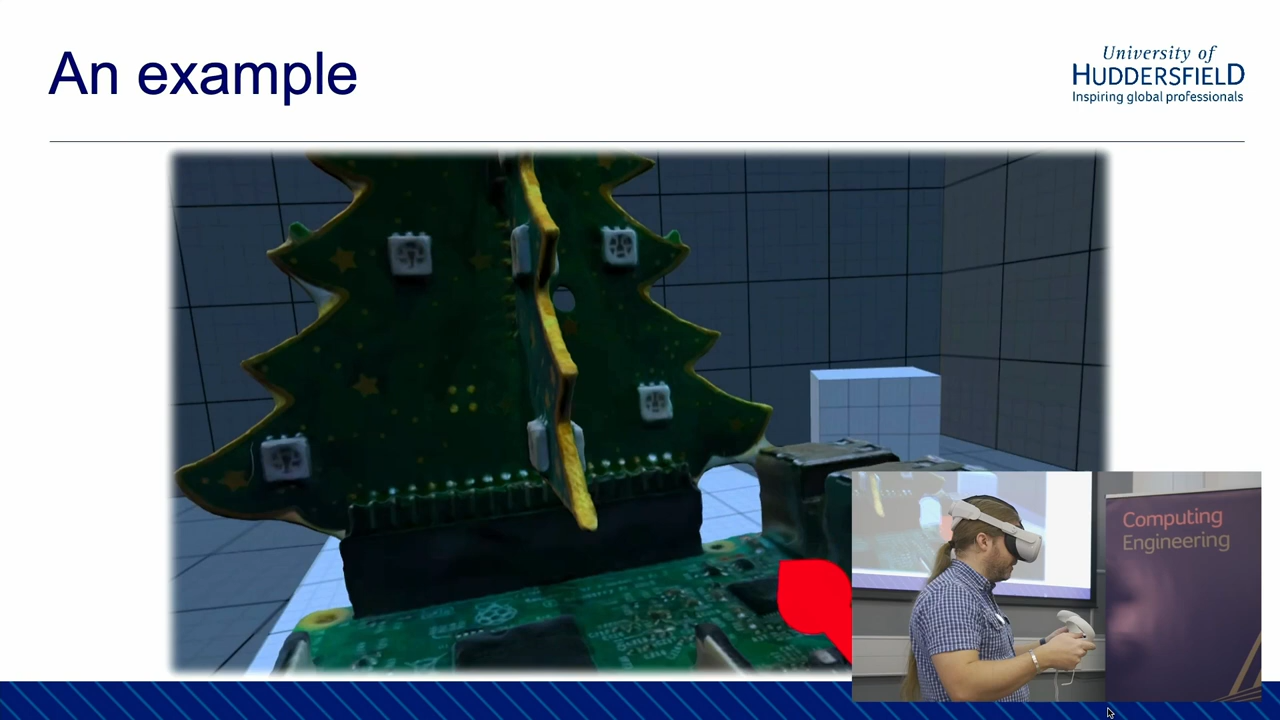 An example
University of
HUDDERSFIELD
Inspiring global professionals
Computing
Engineering